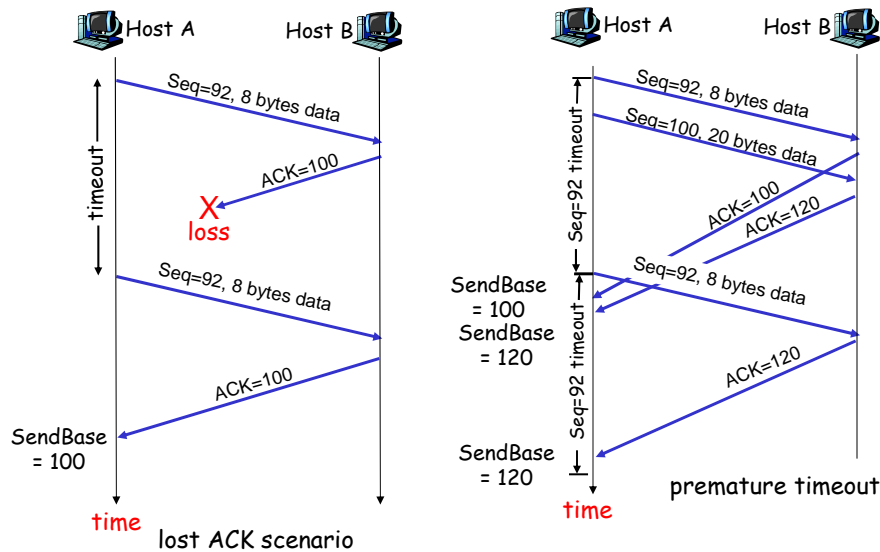 Host A
Host B
Seq=92, 8 bytes data
timeout
ACK=100
X
loss
Seq=92, 8 bytes data
ACK=100
SendBase
= 100
time
lost ACK scenario
Host A
Host B
Seq=92, 8 bytes data
Seq=100, 20 bytes data
Seq=92 timeout
ACK=100
ACK=120
Seq=92, 8 bytes data
SendBase
= 100
SendBase
= 120
Seq=92 timeout
ACK=120
SendBase
= 120
time
premature timeout